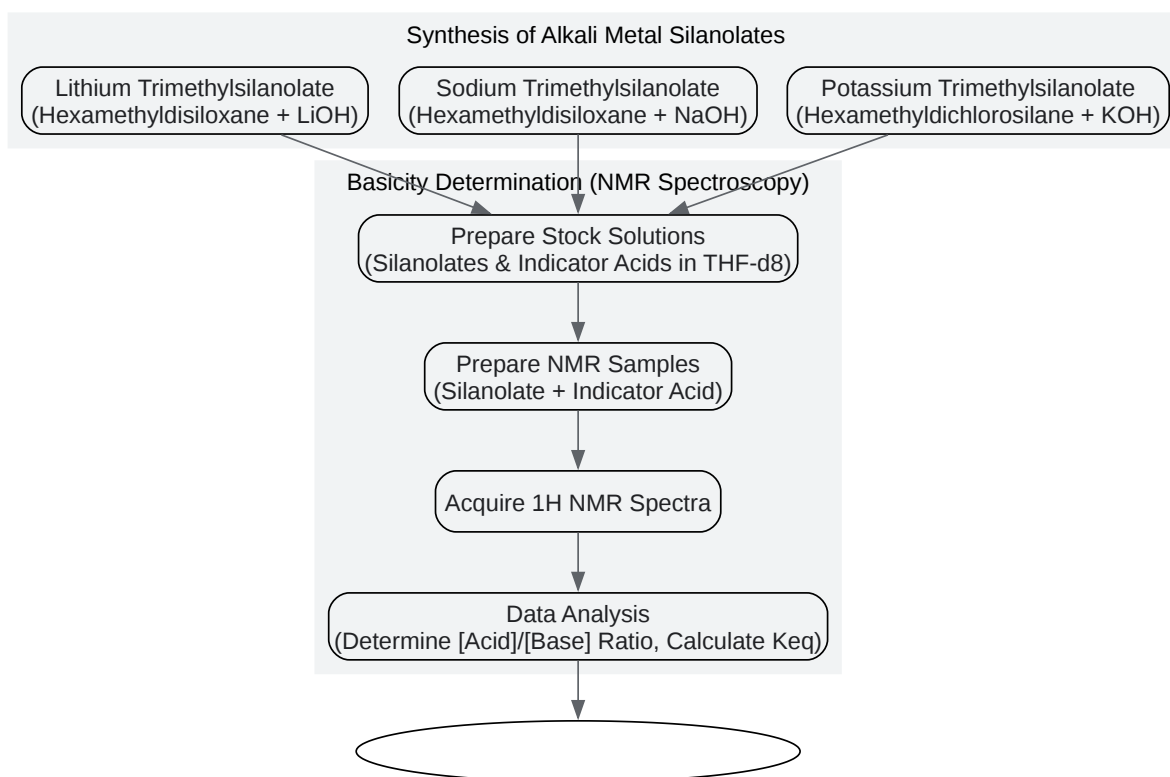 Synthesis of Alkali Metal Silanolates
Lithium Trimethylsilanolate
(Hexamethyldisiloxane + LiOH)
Sodium Trimethylsilanolate
(Hexamethyldisiloxane + NaOH)
Potassium Trimethylsilanolate
(Hexamethyldichlorosilane + KOH)
Basicity Determination (NMR Spectroscopy)
Prepare Stock Solutions
(Silanolates & Indicator Acids in THF-d8)
Prepare NMR Samples
(Silanolate + Indicator Acid)
Acquire 1H NMR Spectra
Data Analysis
(Determine [Acid]/[Base] Ratio, Calculate Keq)